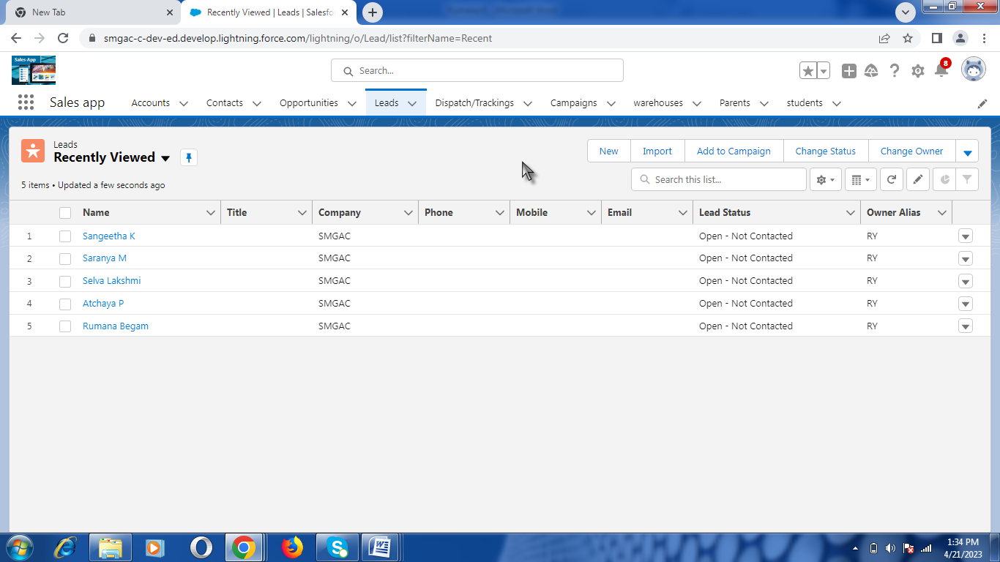 New Tab
Recently Viewed | Leads | Salesfo
smgac-c-dev-ed.develop.lightning.force.com/lightning/o/Lead/list?filterName=Recent
Sales-App
Search...
8
Sales app Accounts Contacts Opportunities Leads Dispatch/Trackings Campaigns warehouses Parents students
Leads
Recently Viewed
New Import Add to Campaign Change Status Change Owner
5 items • Updated a few seconds ago
Search this list...
Name Title Company Phone Mobile Email Lead Status Owner Alias
1 Sangeetha K SMGAC Open - Not Contacted RY
2 Saranya M SMGAC Open - Not Contacted RY
3 Selva Lakshmi SMGAC Open - Not Contacted RY
4 Atchaya P SMGAC Open - Not Contacted RY
5 Rumana Begam SMGAC Open - Not Contacted RY
1:34 PM
4/21/2023